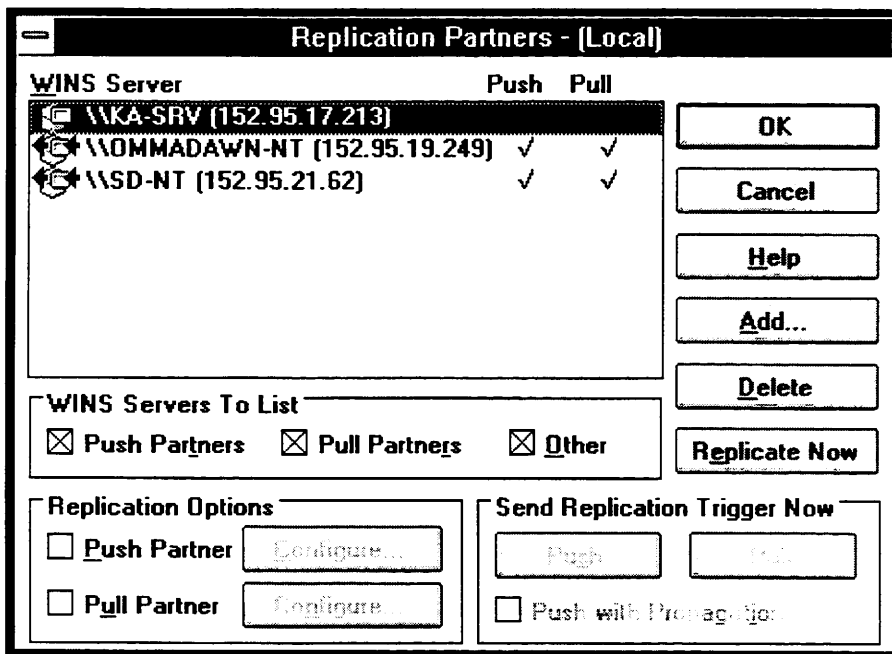 Replication Partners - (Local)
WINS Server Push Pull
\\KA-SRV (152.95.17.213)
\\OMMADAWN-NT (152.95.19.249) √ √
\\SD-NT (152.95.21.62) √ √
OK
Cancel
Help
Add...
Delete
Replicate Now
WINS Servers To List
Push Partners Pull Partners Other
Replication Options
Push Partner Configure...
Pull Partner Configure...
Send Replication Trigger Now
Push
Push with Propagation